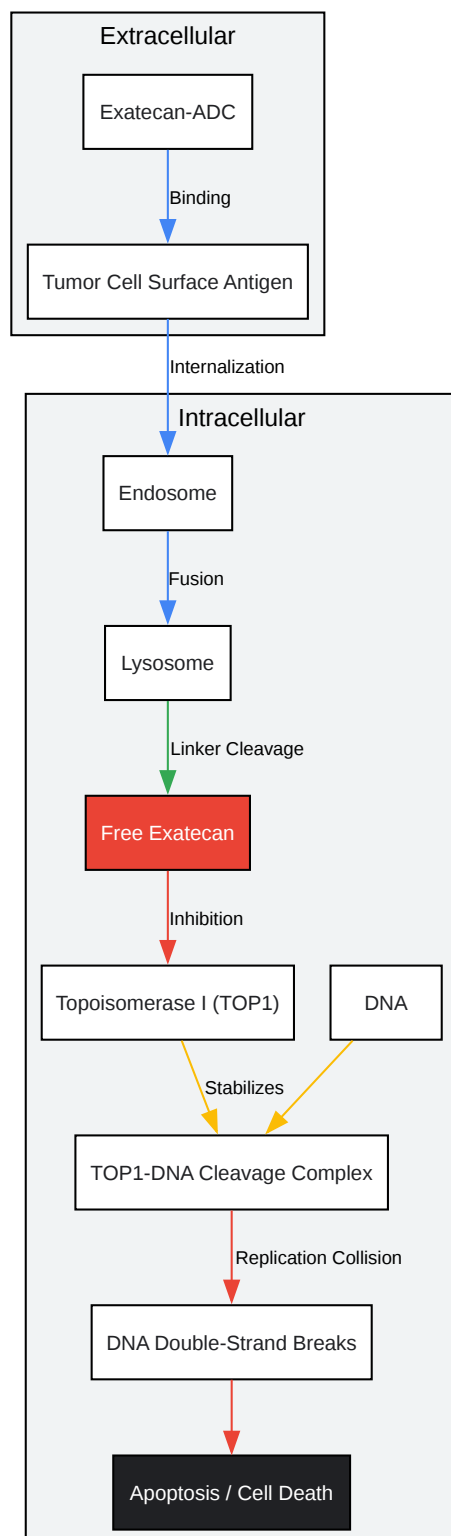 Extracellular
Exatecan-ADC
Binding
Tumor Cell Surface Antigen
Internalization
Intracellular
Endosome
Fusion
Lysosome
Linker Cleavage
Free Exatecan
Inhibition
Topoisomerase I (TOP1)
DNA
Stabilizes
TOP1-DNA Cleavage Complex
Replication Collision
DNA Double-Strand Breaks
Apoptosis / Cell Death